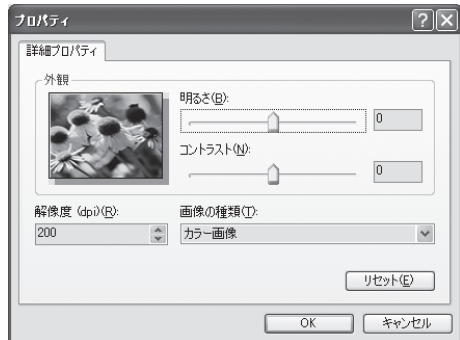 プロパティ
詳細プロパティ
外観
明るさ(B):
0
コントラスト(N):
0
解像度 (dpi)(R):
画像の種類(T):
200
カラー画像
リセット(E)
OK
キャンセル